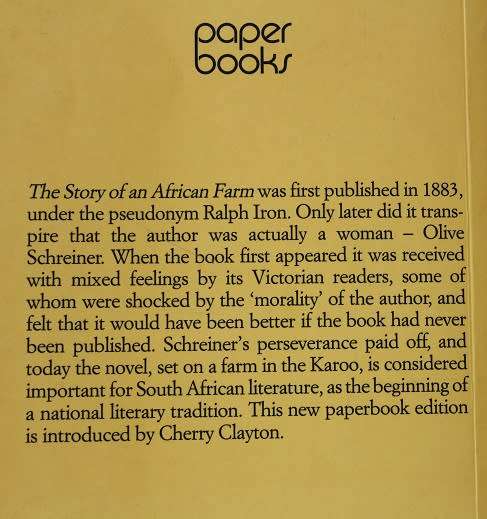 paper
books
The Story of an African Farm was first published in 1883,
under the pseudonym Ralph Iron. Only later did it trans-
pire that the author was actually a woman – Olive
Schreiner. When the book first appeared it was received
with mixed feelings by its Victorian readers, some of
whom were shocked by the ‘morality’ of the author, and
felt that it would have been better if the book had never
been published. Schreiner’s perseverance paid off, and
today the novel, set on a farm in the Karoo, is considered
important for South African literature, as the beginning of
a national literary tradition. This new paperbook edition
is introduced by Cherry Clayton.